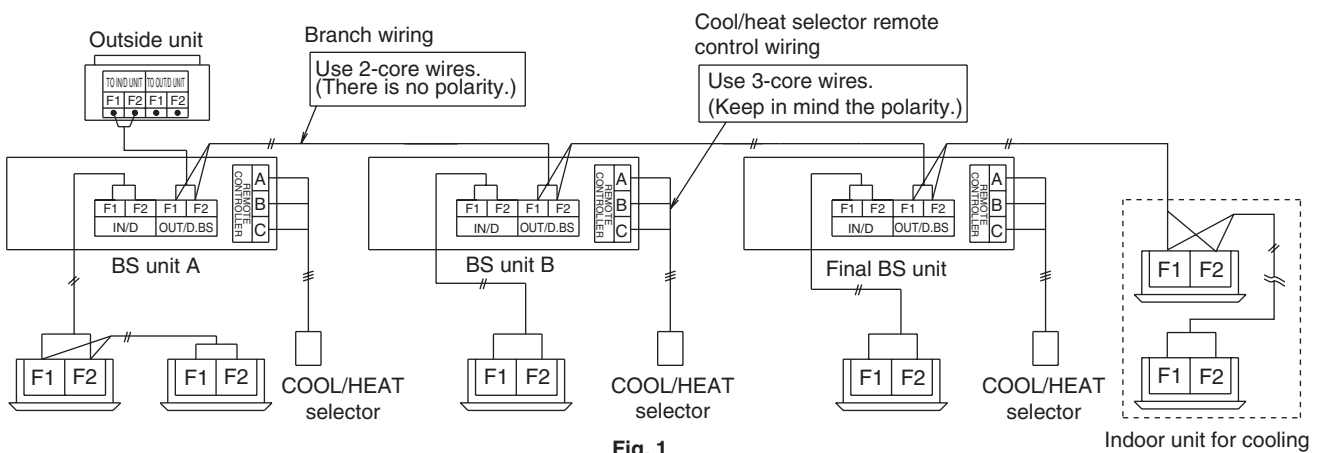 Outside unit
TO IN/D UNIT TO OUT/D UNIT
F1 F2 F1 F2
Branch wiring
Use 2-core wires.
(There is no polarity.)
Cool/heat selector remote
control wiring
Use 3-core wires.
(Keep in mind the polarity.)
F1 F2 F1 F2
IN/D OUT/D.BS
REMOTE
CONTROLLER
A
B
C
BS unit A
F1 F2 F1 F2
IN/D OUT/D.BS
REMOTE
CONTROLLER
A
B
C
BS unit B
F1 F2 F1 F2
IN/D OUT/D.BS
REMOTE
CONTROLLER
A
B
C
Final BS unit
F1 F2
F1 F2
F1 F2
COOL/HEAT
selector
F1 F2
COOL/HEAT
selector
F1 F2
COOL/HEAT
selector
F1 F2
Indoor unit for cooling
Fig. 1